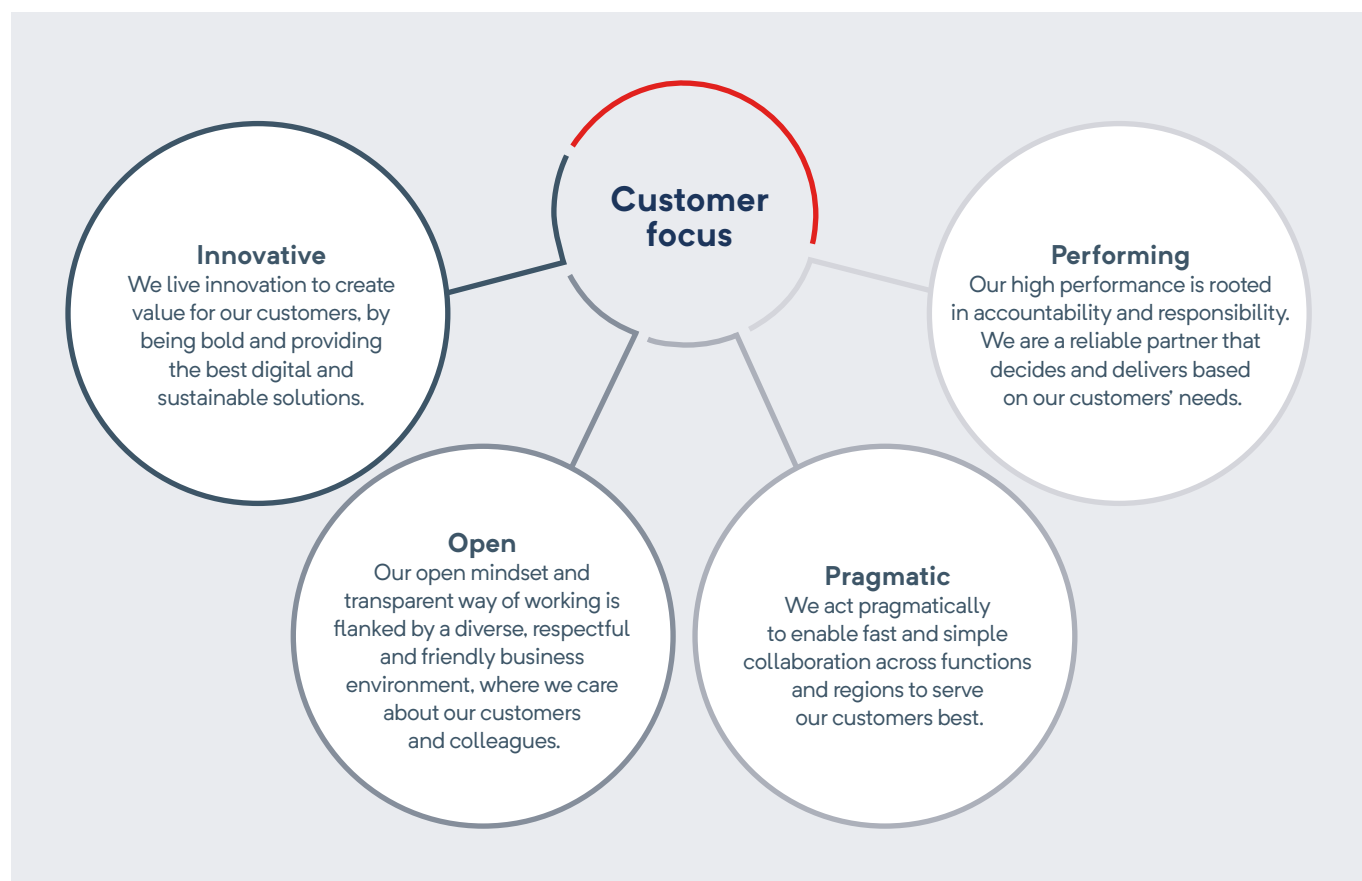 Customer
focus
Innovative
We live innovation to create
value for our customers, by
being bold and providing
the best digital and
sustainable solutions.
Open
Our open mindset and
transparent way of working is
flanked by a diverse, respectful
and friendly business
environment, where we care
about our customers
and colleagues.
Pragmatic
We act pragmatically
to enable fast and simple
collaboration across functions
and regions to serve
our customers best.
Performing
Our high performance is rooted
in accountability and responsibility.
We are a reliable partner that
decides and delivers based
on our customers’ needs.